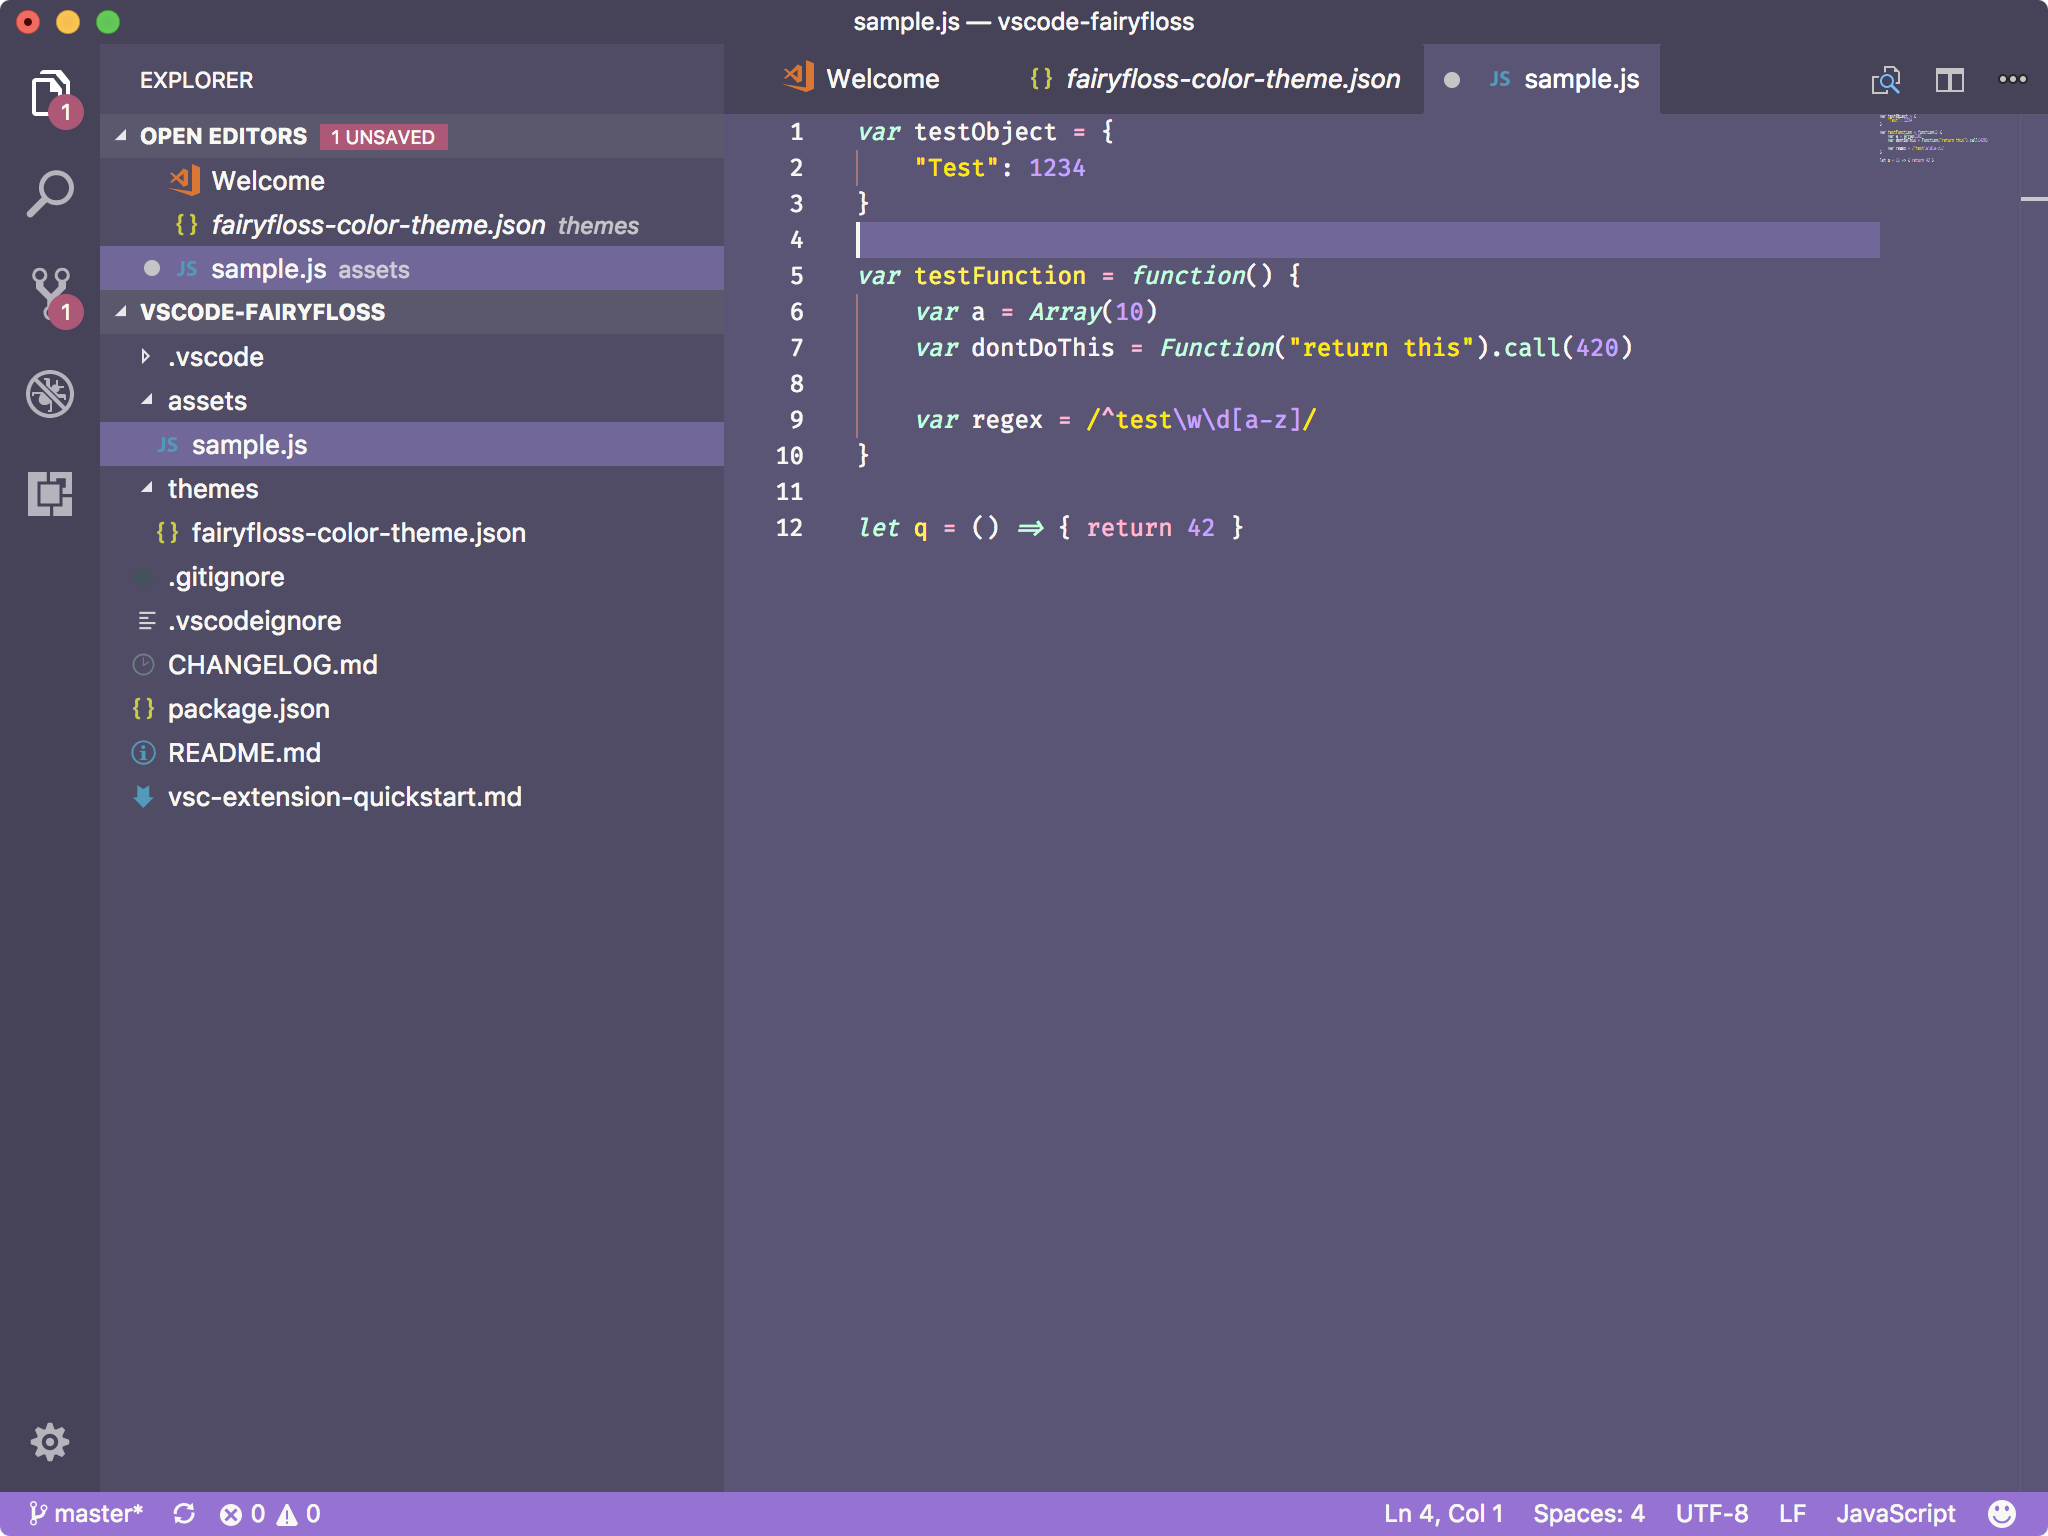 sample.js — vscode-fairyfloss
EXPLORER
Welcome
{} fairyfloss-color-theme.json
JS sample.js
1
OPEN EDITORS 1 UNSAVED
Welcome
{} fairyfloss-color-theme.json themes
JS sample.js assets
1
VSCODE-FAIRYFLOSS
.vscode
assets
JS sample.js
themes
{} fairyfloss-color-theme.json
.gitignore
.vscodeignore
CHANGELOG.md
{} package.json
README.md
vsc-extension-quickstart.md
1 var testObject = {
2 "Test": 1234
3 }
4
5 var testFunction = function() {
6 var a = Array(10)
7 var dontDoThis = Function("return this").call(420)
8
9 var regex = /^test\w\d[a-z]/
10 }
11
12 let q = () => { return 42 }
master* 0 0
Ln 4, Col 1 Spaces: 4 UTF-8 LF JavaScript